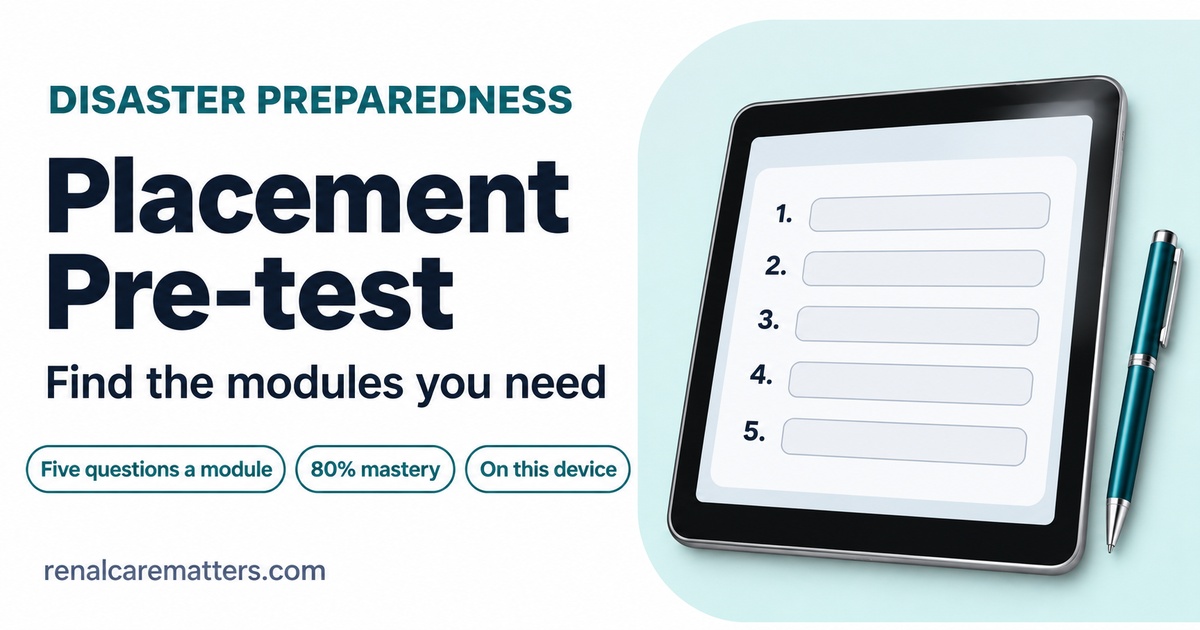 DISASTER PREPAREDNESS
Placement
Pre-test
Find the modules you need
Five questions a module
80% mastery
On this device
renalcarematters.com
1.
2.
3.
4.
5.